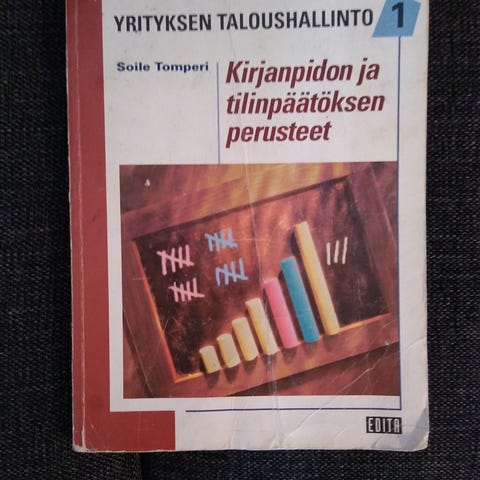 YRITYKSEN TALOUSHALLINTO 1
Soile Tomperi
Kirjanpidon ja
tilinpäätöksen
perusteet
EDITA